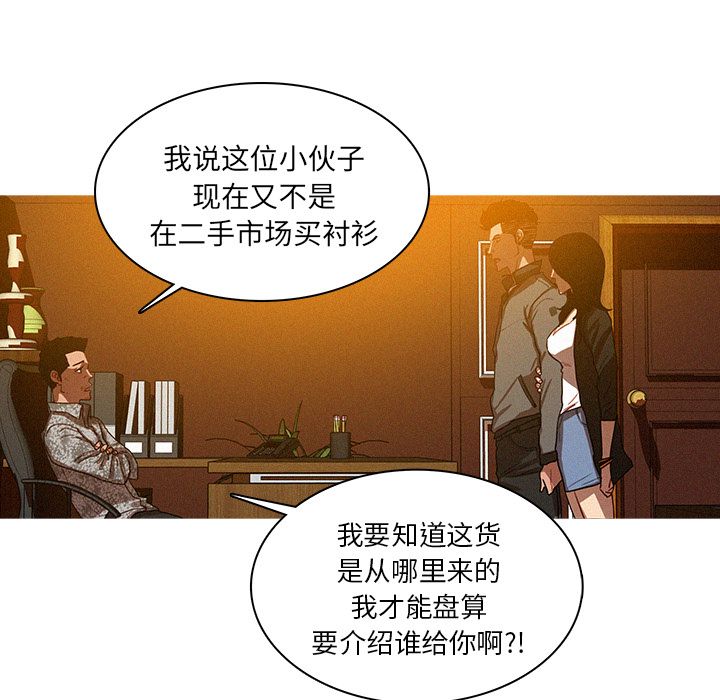 我说这位小伙子
现在又不是
在二手市场买衬衫
我要知道这货
是从哪里来的
我才能盘算
要介绍谁给你啊?!